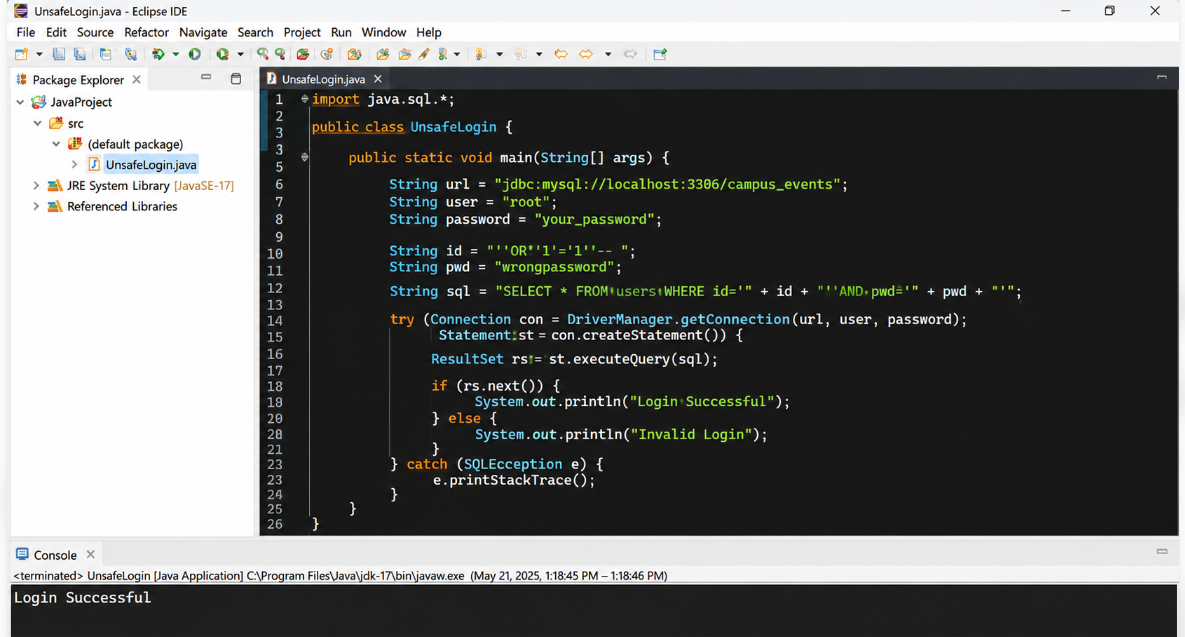 UnsafeLogin.java - Eclipse IDE
File Edit Source Refactor Navigate Search Project Run Window Help
Package Explorer
JavaProject
src
(default package)
UnsafeLogin.java
JRE System Library [JavaSE-17]
Referenced Libraries
UnsafeLogin.java
1 import java.sql.*;
2
3 public class UnsafeLogin {
3 public static void main(String[] args) {
5
6 String url = "jdbc:mysql://localhost:3306/campus_events";
7 String user = "root";
8 String password = "your_password";
9
10 String id = "''OR"'1'='1''-- ";
11 String pwd = "wrongpassword";
12 String sql = "SELECT * FROM users WHERE id='" + id + "''AND pwd='" + pwd + "'";
13
14 try (Connection con = DriverManager.getConnection(url, user, password);
15 Statement st = con.createStatement()) {
16 ResultSet rs = st.executeQuery(sql);
17
18 if (rs.next()) {
18 System.out.println("Login Successful");
20 } else {
20 System.out.println("Invalid Login");
21 }
23 } catch (SQLEcception e) {
23 e.printStackTrace();
24 }
25 }
26 }
Console
<terminated> UnsafeLogin [Java Application] C:\Program Files\Java\jdk-17\bin\javaw.exe (May 21, 2025, 1:18:45 PM – 1:18:46 PM)
Login Successful